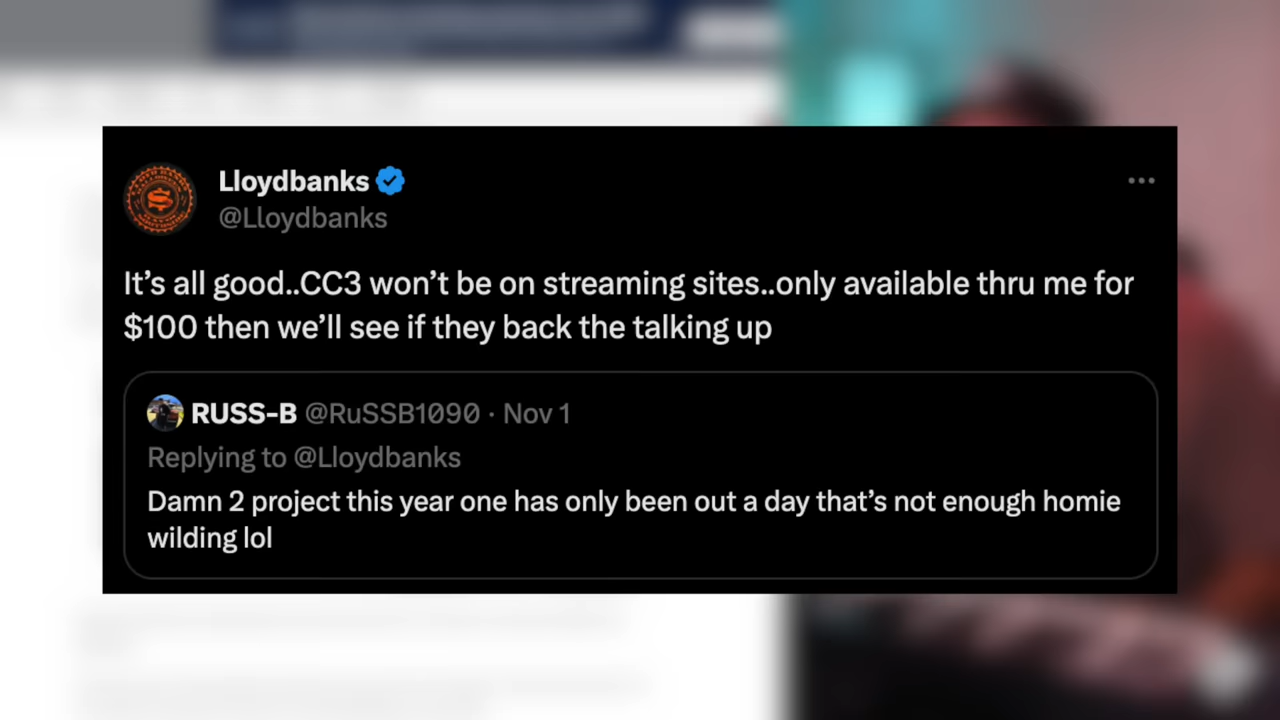 Lloydbanks
@Lloydbanks
It’s all good..CC3 won’t be on streaming sites..only available thru me for
$100 then we’ll see if they back the talking up
RUSS-B @RuSSB1090 · Nov 1
Replying to @Lloydbanks
Damn 2 project this year one has only been out a day that’s not enough homie
wilding lol